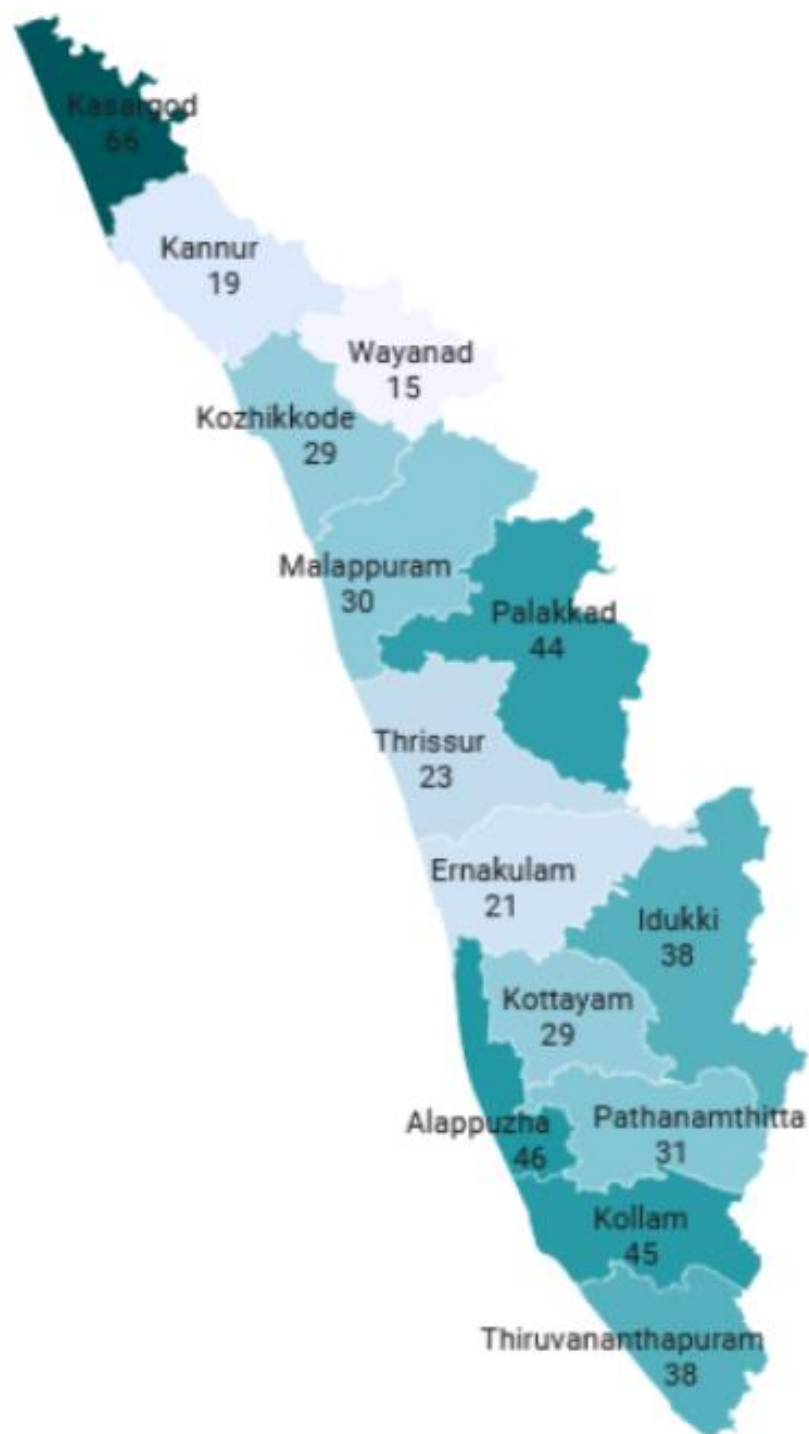 Kasargod
66
Kannur
19
Wayanad
15
Kozhikkode
29
Malappuram
30
Palakkad
44
Thrissur
23
Ernakulam
21
Idukki
38
Kottayam
29
Alappuzha
46
Pathanamthitta
31
Kollam
45
Thiruvananthapuram
38